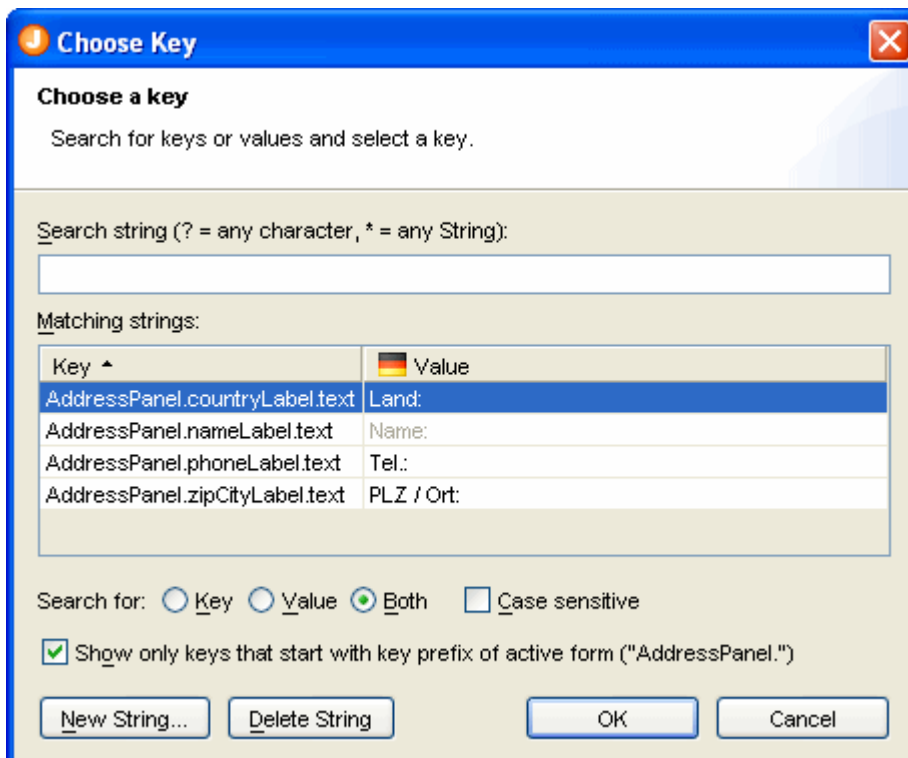 Choose Key
Choose a key
Search for keys or values and select a key.
Search string (? = any character, * = any String):
Matching strings:
Key Value
AddressPanel.countryLabel.text Land:
AddressPanel.nameLabel.text Name:
AddressPanel.phoneLabel.text Tel.:
AddressPanel.zipCityLabel.text PLZ / Ort:
Search for: Key Value Both Case sensitive
Show only keys that start with key prefix of active form ("AddressPanel.")
New String... Delete String OK Cancel